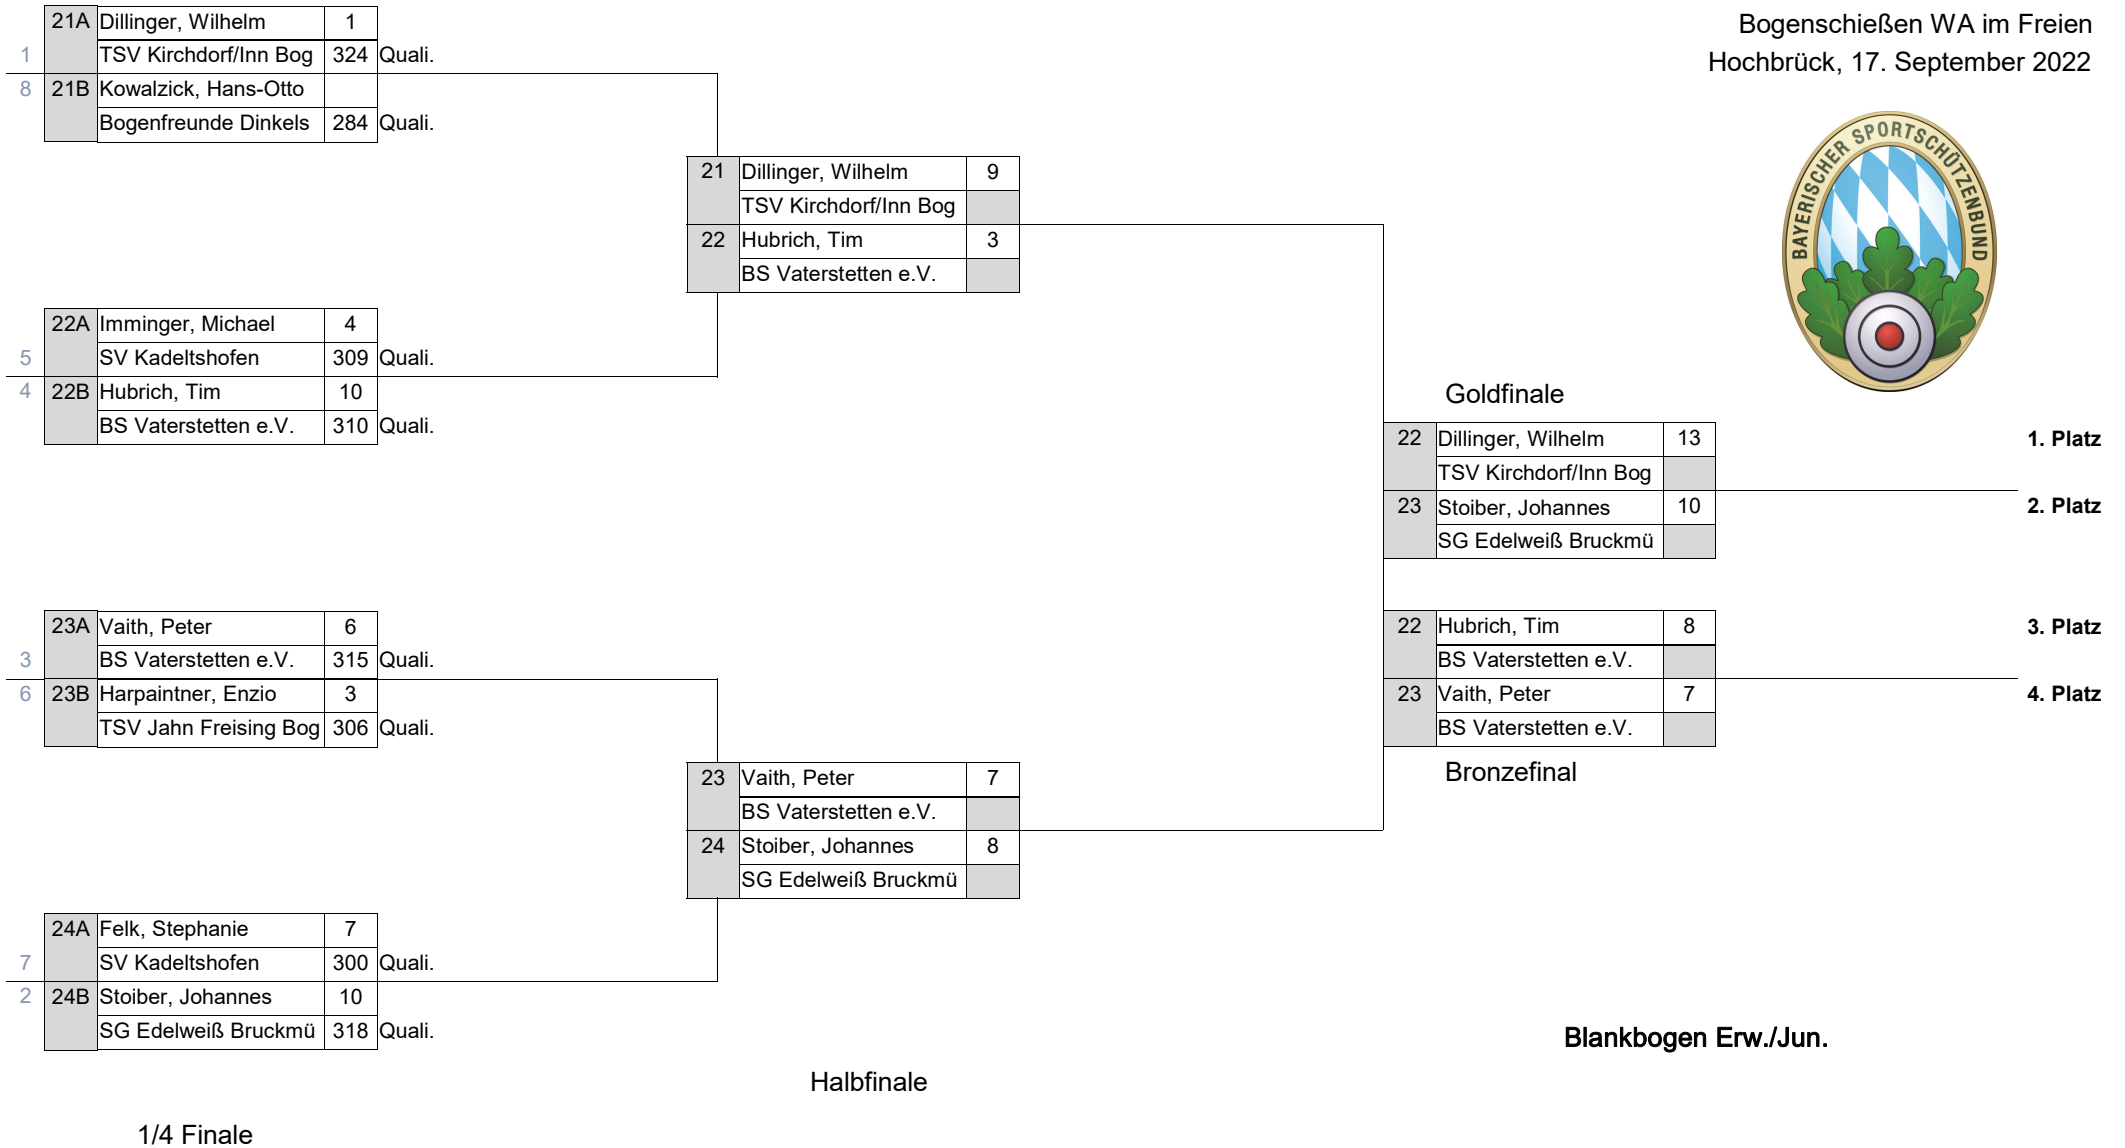 Bogenschießen WA im Freien
Hochbrück, 17. September 2022
BAYERISCHER SPORTSCHÜTZENBUND
21A Dillinger, Wilhelm 1
1 TSV Kirchdorf/Inn Bog 324 Quali.
8 21B Kowalzick, Hans-Otto
Bogenfreunde Dinkels 284 Quali.
22A Imminger, Michael 4
5 SV Kadeltshofen 309 Quali.
4 22B Hubrich, Tim 10
BS Vaterstetten e.V. 310 Quali.
23A Vaith, Peter 6
3 BS Vaterstetten e.V. 315 Quali.
6 23B Harpaintner, Enzio 3
TSV Jahn Freising Bog 306 Quali.
24A Felk, Stephanie 7
7 SV Kadeltshofen 300 Quali.
2 24B Stoiber, Johannes 10
SG Edelweiß Bruckmü 318 Quali.
1/4 Finale
21 Dillinger, Wilhelm 9
TSV Kirchdorf/Inn Bog
22 Hubrich, Tim 3
BS Vaterstetten e.V.
23 Vaith, Peter 7
BS Vaterstetten e.V.
24 Stoiber, Johannes 8
SG Edelweiß Bruckmü
Halbfinale
Goldfinale
22 Dillinger, Wilhelm 13 1. Platz
TSV Kirchdorf/Inn Bog
23 Stoiber, Johannes 10 2. Platz
SG Edelweiß Bruckmü
22 Hubrich, Tim 8 3. Platz
BS Vaterstetten e.V.
23 Vaith, Peter 7 4. Platz
BS Vaterstetten e.V.
Bronzefinal
Blankbogen Erw./Jun.